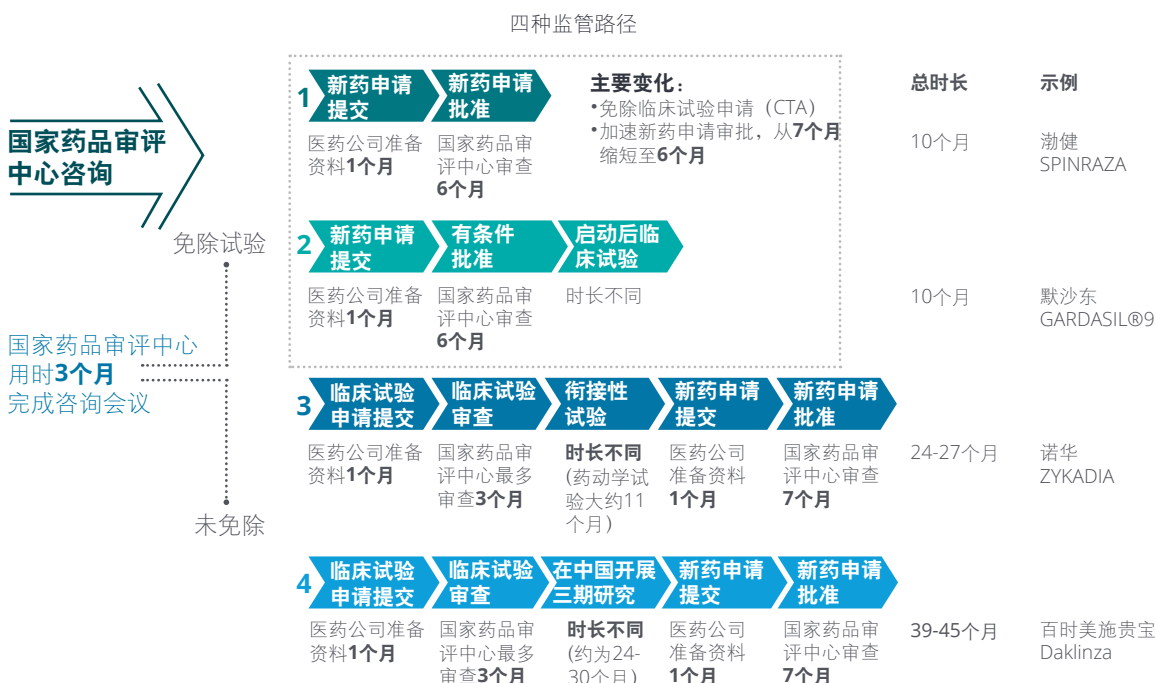 四种监管路径
国家药品审评
中心咨询
免除试验
国家药品审评中心
用时3个月
完成咨询会议
未免除
总时长
示例
1
新药申请
提交
新药申请
批准
主要变化：
•免除临床试验申请（CTA）
•加速新药申请审批，从7个月
缩短至6个月
医药公司准备
资料1个月
国家药品审
评中心审查
6个月
10个月
渤健
SPINRAZA
2
新药申请
提交
有条件
批准
启动后临
床试验
医药公司准备
资料1个月
国家药品审
评中心审查
6个月
时长不同
10个月
默沙东
GARDASIL®9
3
临床试验
申请提交
临床试验
审查
衔接性
试验
新药申请
提交
新药申请
批准
医药公司准备
资料1个月
国家药品审
评中心最多
审查3个月
时长不同
(药动学试
验大约11
个月)
医药公司
准备资料
1个月
国家药品审
评中心审查
7个月
24-27个月
诺华
ZYKADIA
4
临床试验
申请提交
临床试验
审查
在中国开展
三期研究
新药申请
提交
新药申请
批准
医药公司准备
资料1个月
国家药品审
评中心最多
审查3个月
时长不同
(约为24-
30个月)
医药公司
准备资料
1个月
国家药品审
评中心审查
7个月
39-45个月
百时美施贵宝
Daklinza